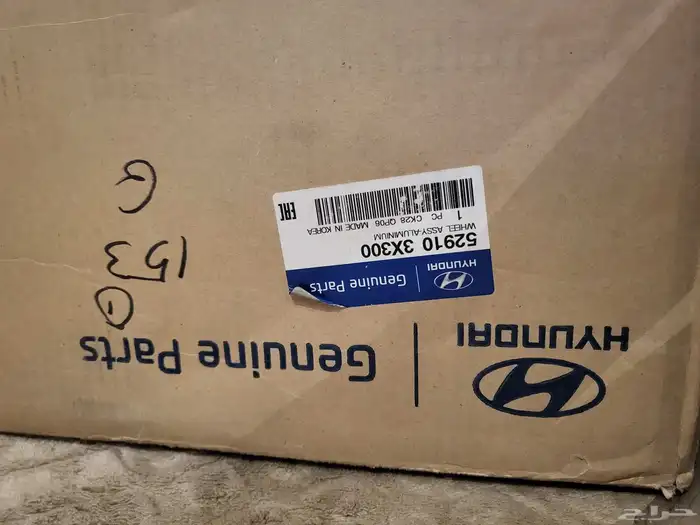 HYUNDAI
Genuine Parts
HYUNDAI
Genuine Parts
52910 3X300
WHEEL ASSY-ALUMINIUM
1 PC CK28 QP06 MADE IN KOREA
EAC
153
حراج